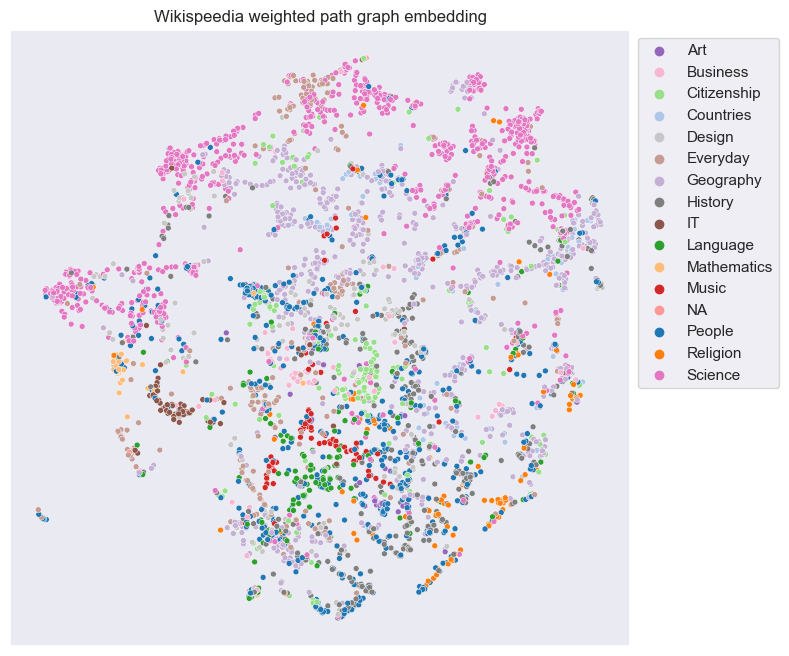 Wikispeedia weighted path graph embedding
Art
Business
Citizenship
Countries
Design
Everyday
Geography
History
IT
Language
Mathematics
Music
NA
People
Religion
Science